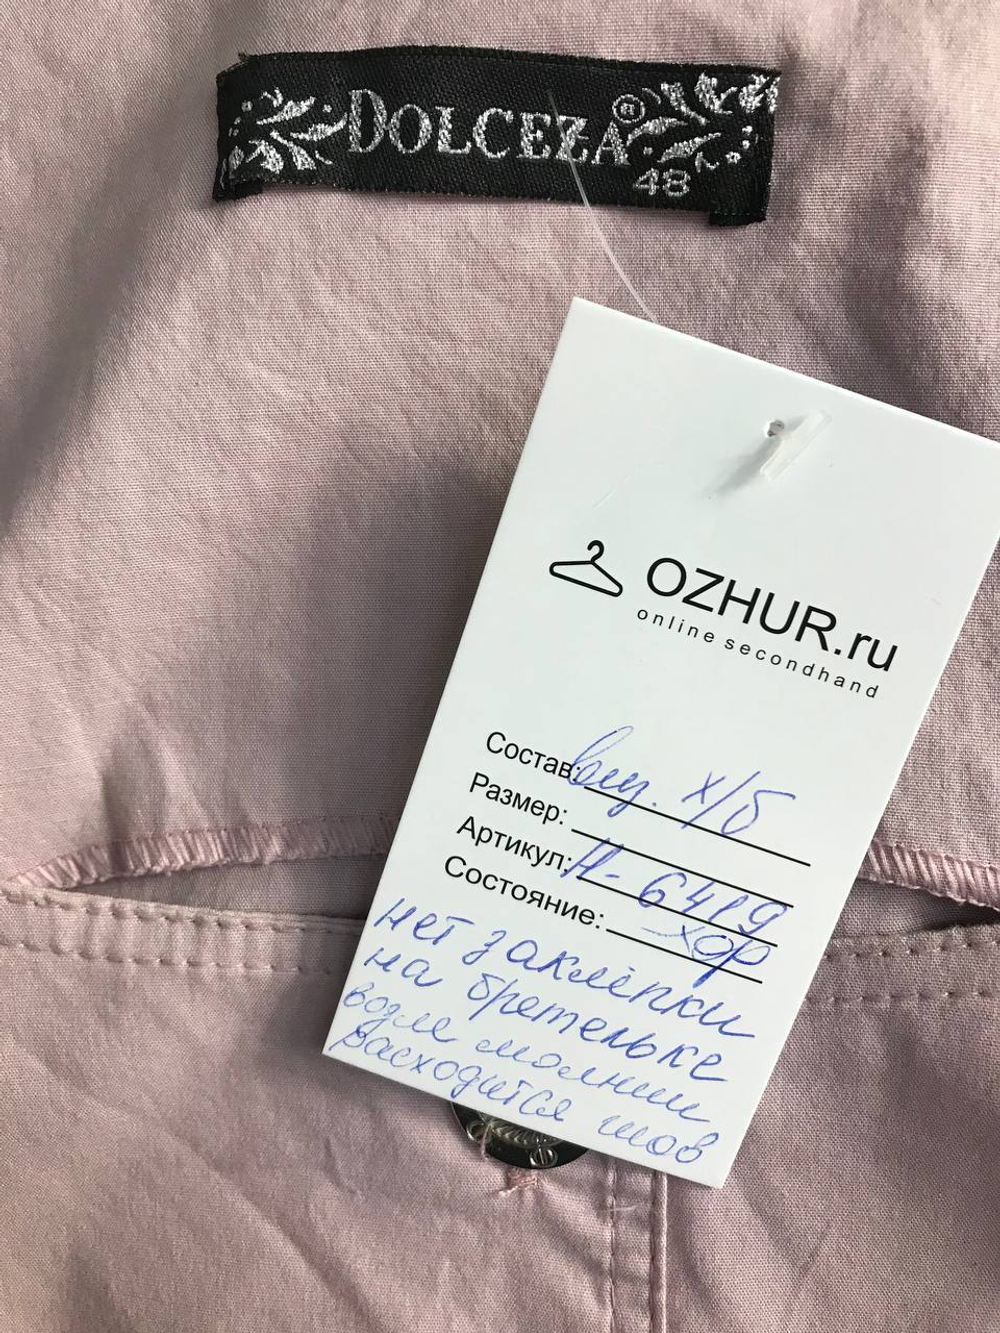 DOLCEZA
48
OZHUR.ru
online secondhand
Состав: виз. х/б
Размер:
Артикул: Н-6419
Состояние: хор
нет заклёпки
на бретельке
возле молнии
расходится шов